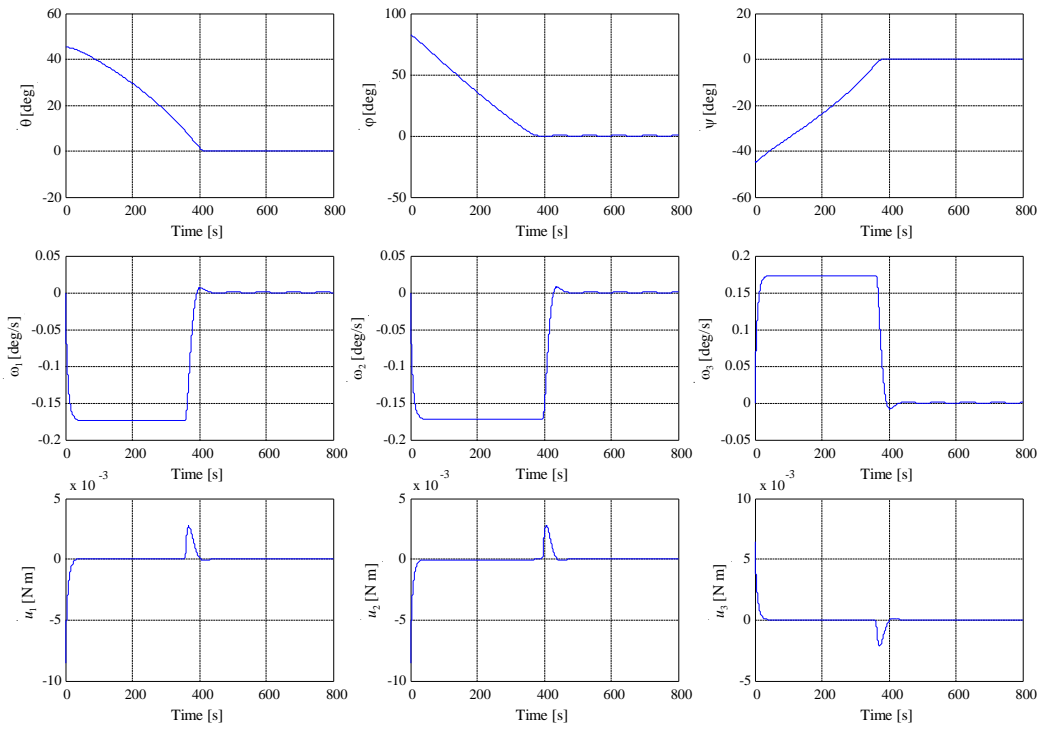 60
40
20
0
-20
θ [deg]
0 200 400 600 800
Time [s]
100
50
0
-50
φ [deg]
0 200 400 600 800
Time [s]
20
0
-20
-40
-60
ψ [deg]
0 200 400 600 800
Time [s]
0.05
0
-0.05
-0.1
-0.15
-0.2
ω1 [deg/s]
0 200 400 600 800
Time [s]
0.05
0
-0.05
-0.1
-0.15
-0.2
ω2 [deg/s]
0 200 400 600 800
Time [s]
0.2
0.15
0.1
0.05
0
-0.05
ω3 [deg/s]
0 200 400 600 800
Time [s]
x 10 -3
5
0
-5
-10
u1 [N m]
0 200 400 600 800
Time [s]
x 10 -3
5
0
-5
-10
u2 [N m]
0 200 400 600 800
Time [s]
x 10 -3
10
5
0
-5
u3 [N m]
0 200 400 600 800
Time [s]